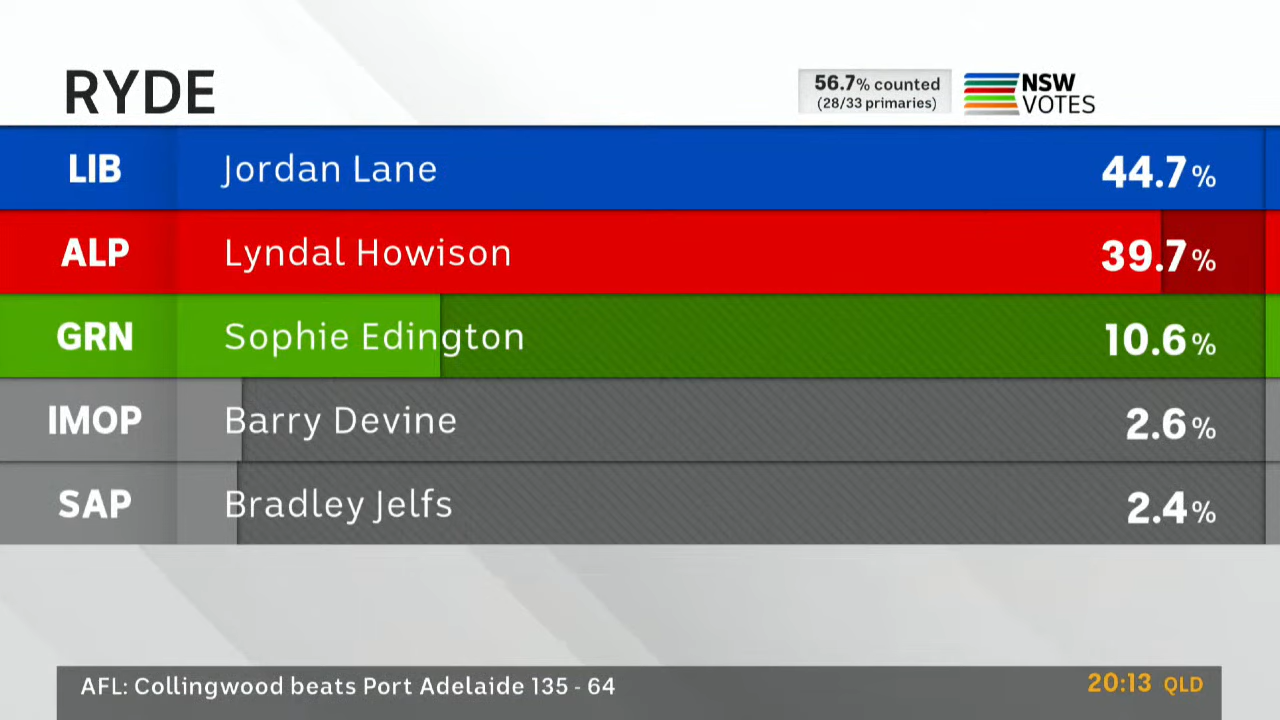 RYDE
56.7% counted
(28/33 primaries)
NSW
VOTES
LIB Jordan Lane 44.7%
ALP Lyndal Howison 39.7%
GRN Sophie Edington 10.6%
IMOP Barry Devine 2.6%
SAP Bradley Jelfs 2.4%
AFL: Collingwood beats Port Adelaide 135 - 64 20:13 QLD